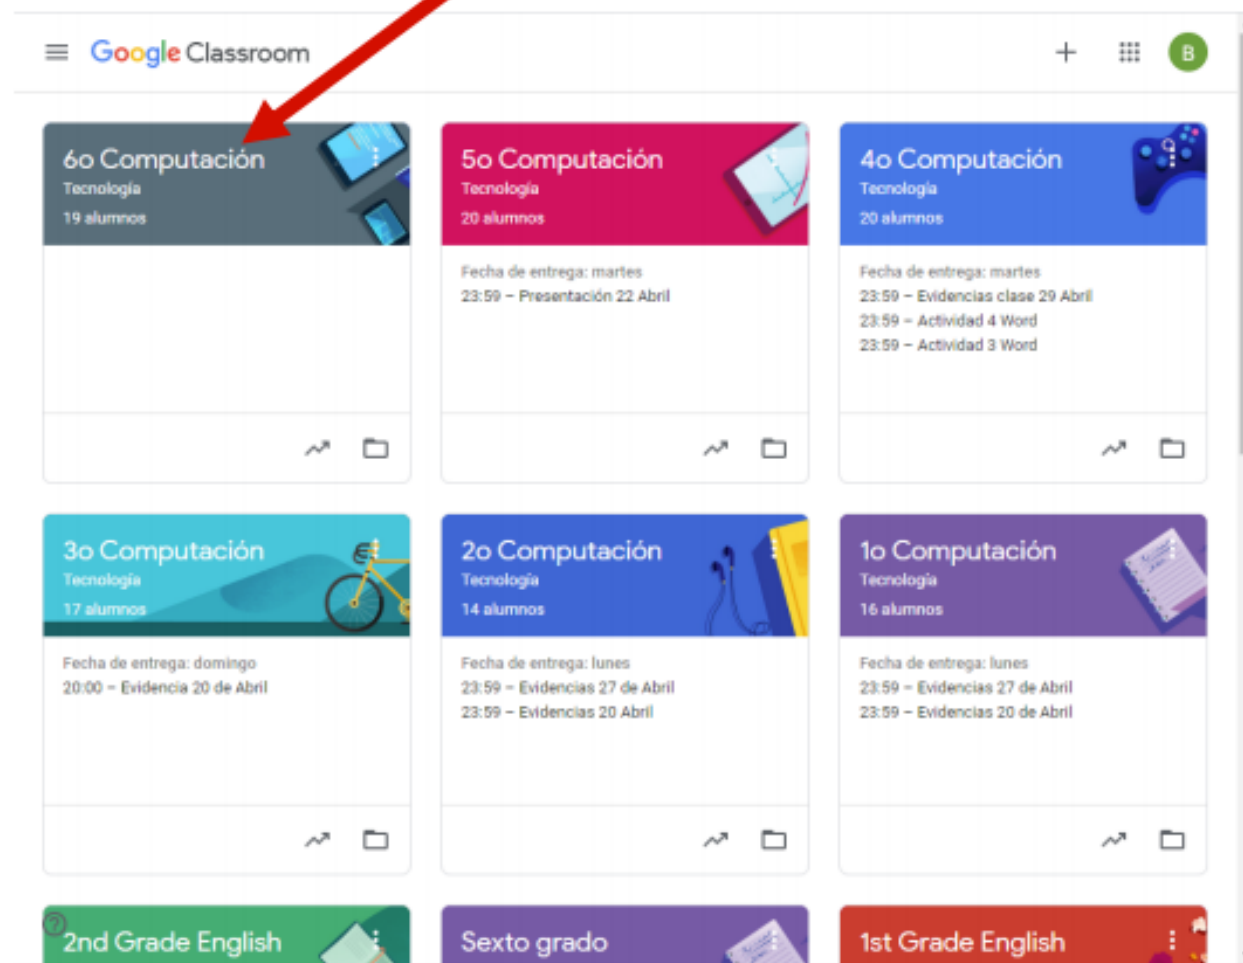 Google Classroom
B
6o Computación
Tecnología
19 alumnos
5o Computación
Tecnología
20 alumnos
Fecha de entrega: martes
23:59 – Presentación 22 Abril
4o Computación
Tecnología
20 alumnos
Fecha de entrega: martes
23:59 – Evidencias clase 29 Abril
23:59 – Actividad 4 Word
23:59 – Actividad 3 Word
3o Computación
Tecnología
17 alumnos
Fecha de entrega: domingo
20:00 – Evidencia 20 de Abril
2o Computación
Tecnología
14 alumnos
Fecha de entrega: lunes
23:59 – Evidencias 27 de Abril
23:59 – Evidencias 20 Abril
1o Computación
Tecnología
16 alumnos
Fecha de entrega: lunes
23:59 – Evidencias 27 de Abril
23:59 – Evidencias 20 de Abril
2nd Grade English
Sexto grado
1st Grade English